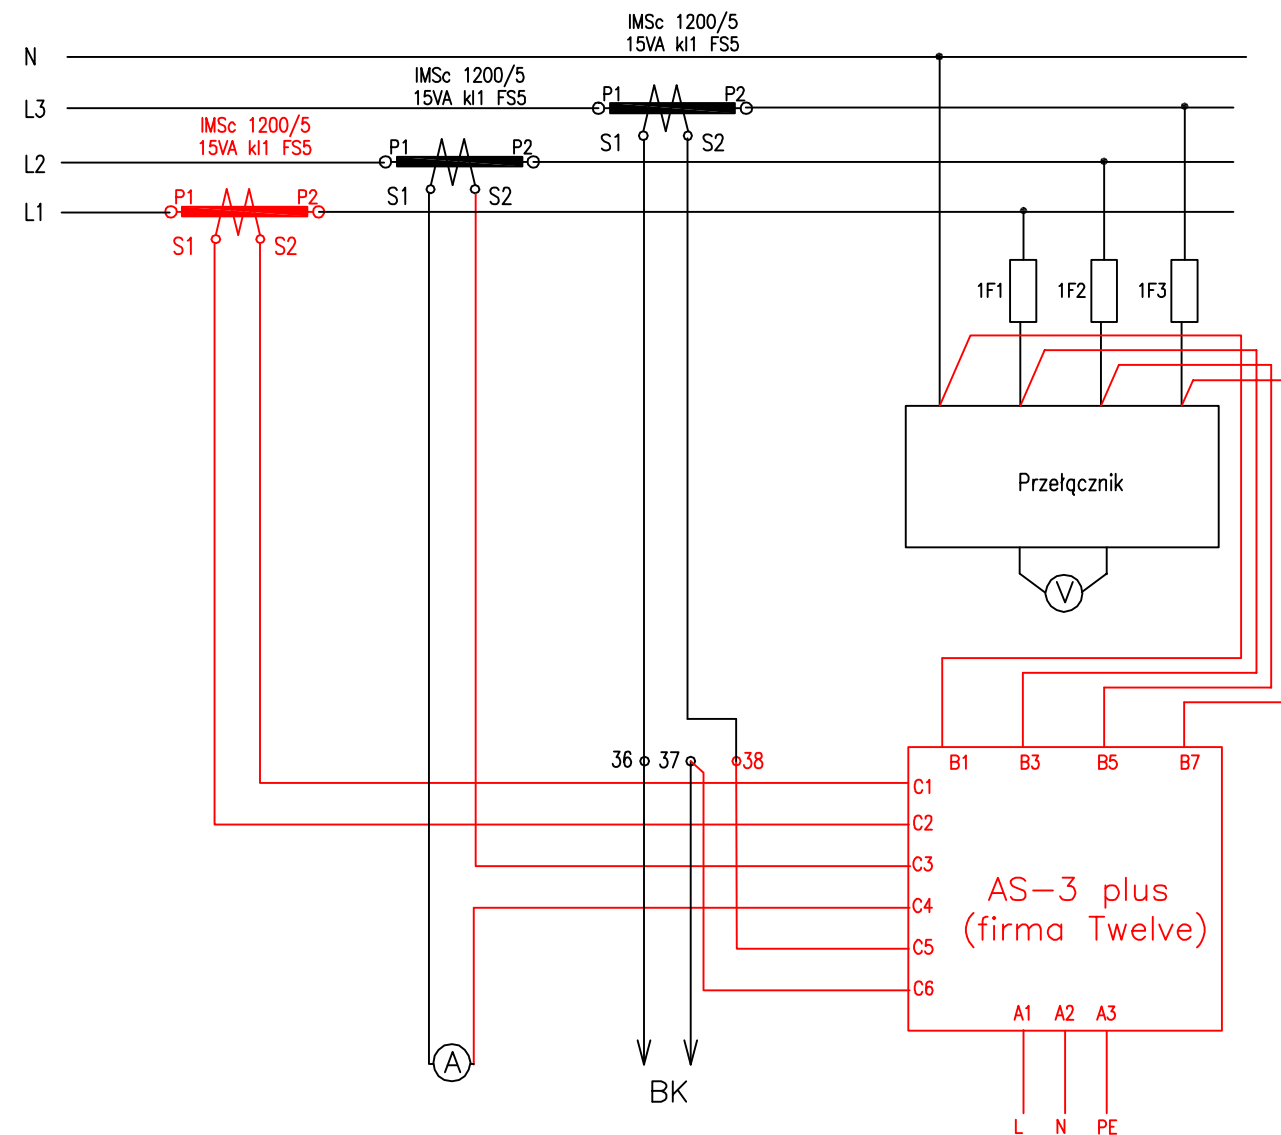 IMSc 1200/5
15VA kl1 FS5
N
IMSc 1200/5
15VA kl1 FS5
P1
P2
L3
IMSc 1200/5
15VA kl1 FS5
S1
S2
P1
P2
L2
S1
S2
P1
P2
L1
S1
S2
1F1
1F2
1F3
Przełącznik
V
36
37
38
B1
B3
B5
B7
C1
C2
C3
C4
C5
C6
AS-3 plus
(firma Twelve)
A1
A2
A3
A
BK
L
N
PE